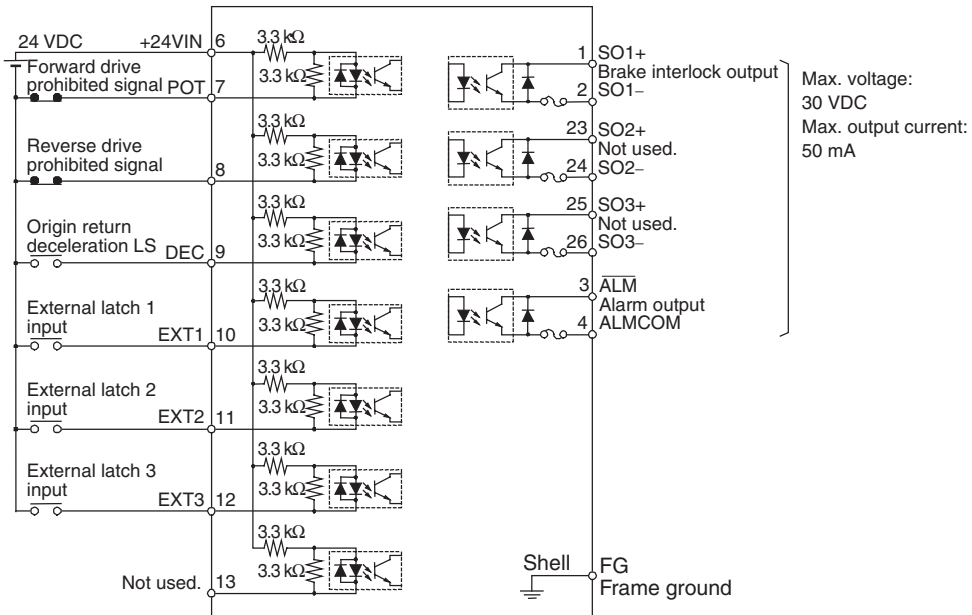 24 VDC
+24VIN 6
3.3 kΩ
3.3 kΩ
Forward drive
prohibited signal
POT 7
3.3 kΩ
3.3 kΩ
Reverse drive
prohibited signal
8
3.3 kΩ
3.3 kΩ
Origin return
deceleration LS
DEC 9
3.3 kΩ
3.3 kΩ
External latch 1
input
EXT1 10
3.3 kΩ
3.3 kΩ
External latch 2
input
EXT2 11
3.3 kΩ
3.3 kΩ
External latch 3
input
EXT3 12
3.3 kΩ
3.3 kΩ
Not used. 13
1 SO1+
Brake interlock output
2 SO1–
23 SO2+
Not used.
24 SO2–
25 SO3+
Not used.
26 SO3–
3 ALM
Alarm output
4 ALMCOM
Max. voltage:
30 VDC
Max. output current:
50 mA
Shell FG
Frame ground